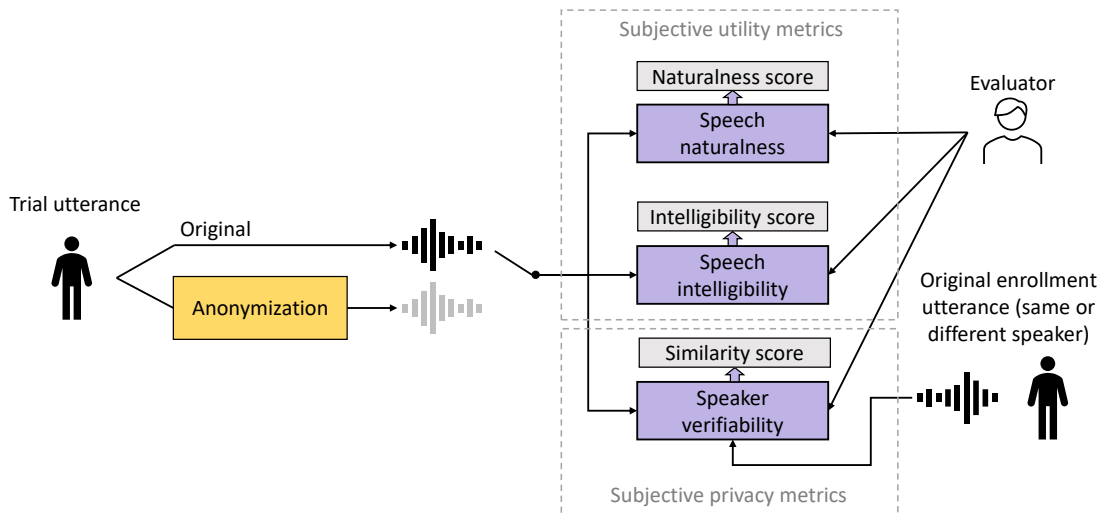 Subjective utility metrics
Naturalness score
Speech
naturalness
Evaluator
Trial utterance
Original
Anonymization
Intelligibility score
Speech
intelligibility
Original enrollment
utterance (same or
different speaker)
Similarity score
Speaker
verifiability
Subjective privacy metrics